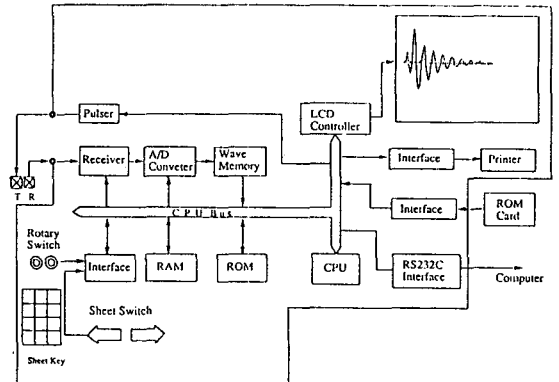 Pulser
LCD
Controller
Receiver
A/D
Conveter
Wave
Memory
Interface
Printer
T R
CPU Bus
Interface
ROM
Card
Rotary
Switch
Interface
RAM
ROM
CPU
RS232C
Interface
Computer
Sheet Switch
Sheet Key